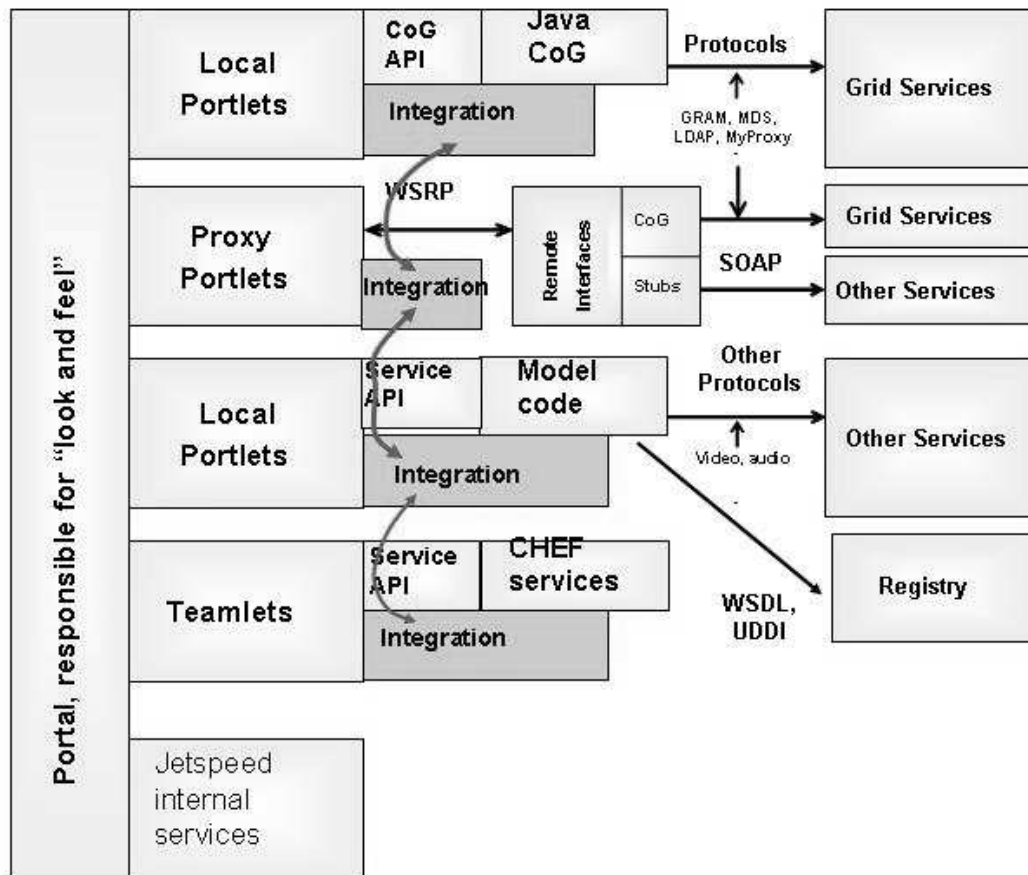 Portal, responsible for “look and feel”
Local
Portlets
CoG
API
Java
CoG
Integration
Protocols
GRAM, MDS,
LDAP, MyProxy
Grid Services
Proxy
Portlets
WSRP
Integration
Remote
Interfaces
CoG
Stubs
SOAP
Grid Services
Other Services
Local
Portlets
Service
API
Model
code
Integration
Other
Protocols
Video, audio
Other Services
Teamlets
Service
API
CHEF
services
Integration
WSDL,
UDDI
Registry
Jetspeed
internal
services